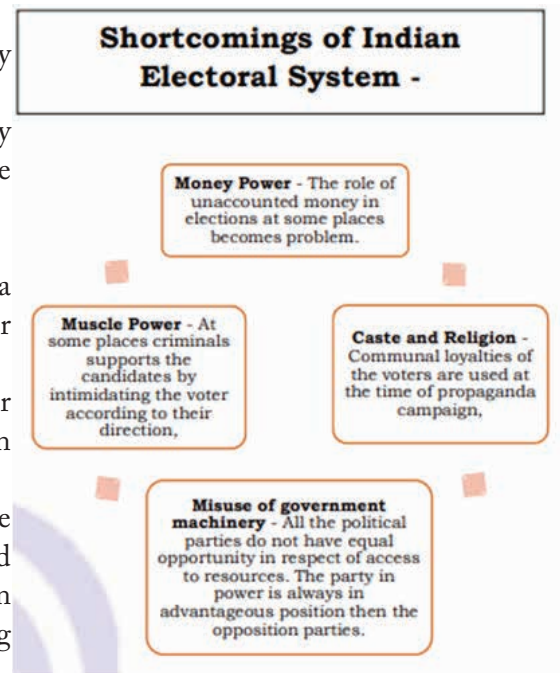 Shortcomings of Indian
Electoral System -
Money Power - The role of
unaccounted money in
elections at some places
becomes problem.
Muscle Power - At
some places criminals
supports the
candidates by
intimidating the voter
according to their
direction,
Caste and Religion -
Communal loyalties of
the voters are used at
the time of propaganda
campaign,
Misuse of government
machinery - All the political
parties do not have equal
opportunity in respect of access
to resources. The party in
power is always in
advantageous position then the
opposition parties.